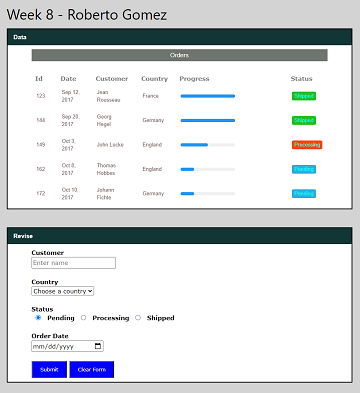 Week 8 - Roberto Gomez
Data
Orders
Id Date Customer Country Progress Status
123 Sep 12, 2017 Jean Rousseau France Shipped
144 Sep 20, 2017 Georg Hegel Germany Shipped
149 Oct 3, 2017 John Locke England Processing
162 Oct 8, 2017 Thomas Hobbes England Pending
172 Oct 10, 2017 Johann Fichte Germany Pending
Revise
Customer
Enter name
Country
Choose a country
Status
Pending Processing Shipped
Order Date
mm/dd/yyyy
Submit Clear Form